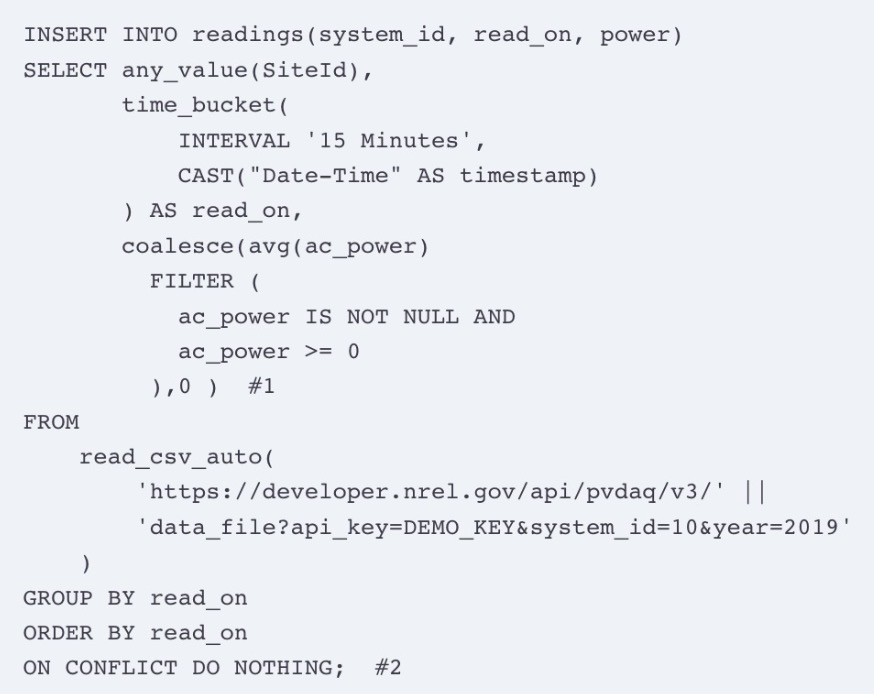 INSERT INTO readings(system_id, read_on, power)
SELECT any_value(SiteId),
       time_bucket(
           INTERVAL '15 Minutes',
           CAST("Date-Time" AS timestamp)
       ) AS read_on,
       coalesce(avg(ac_power)
         FILTER (
           ac_power IS NOT NULL AND
           ac_power >= 0
         ),0 )  #1
FROM
    read_csv_auto(
        'https://developer.nrel.gov/api/pvdaq/v3/' ||
        'data_file?api_key=DEMO_KEY&system_id=10&year=2019'
    )
GROUP BY read_on
ORDER BY read_on
ON CONFLICT DO NOTHING;  #2